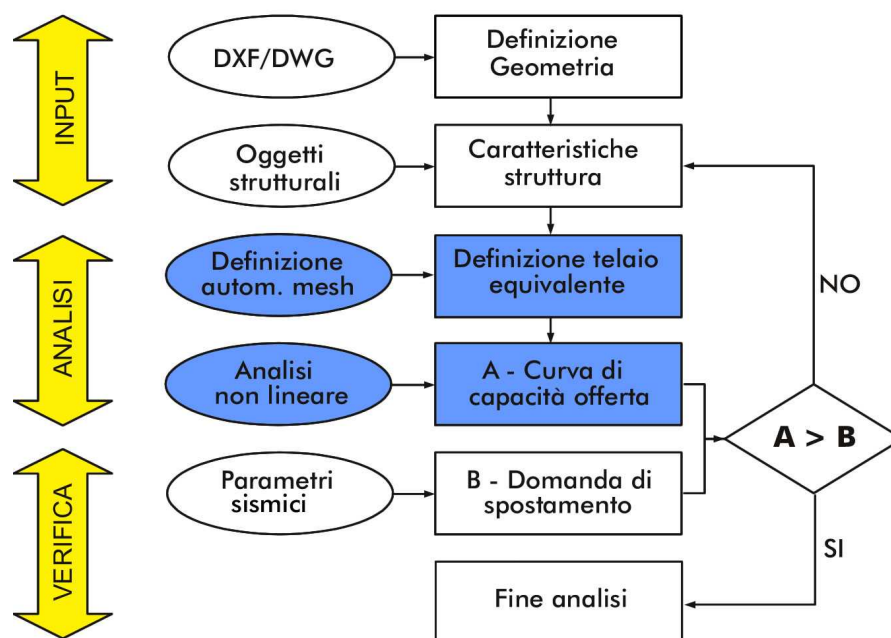 INPUT
DXF/DWG
Definizione
Geometria
Oggetti
strutturali
Caratteristiche
struttura
ANALISI
Definizione
autom. mesh
Definizione telaio
equivalente
NO
Analisi
non lineare
A - Curva di
capacità offerta
A > B
VERIFICA
Parametri
sismici
B - Domanda di
spostamento
SI
Fine analisi